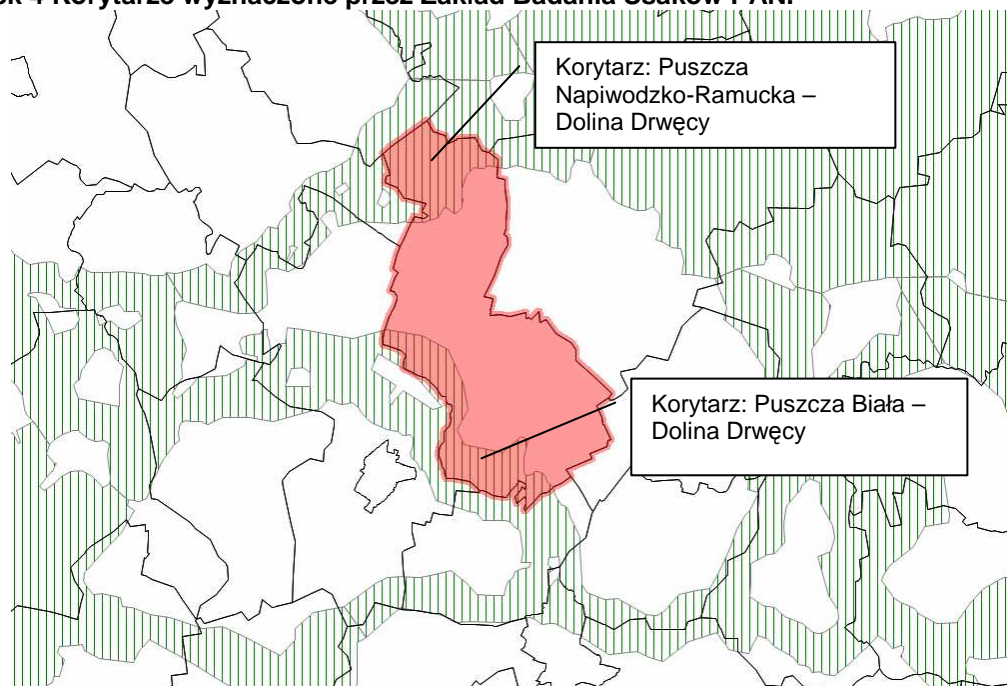 Korytarze wyznaczone przez Zakład Badania Ssaków PAN.
Korytarz: Puszcza
Napiwodzko-Ramucka –
Dolina Drwęcy
Korytarz: Puszcza Biała –
Dolina Drwęcy